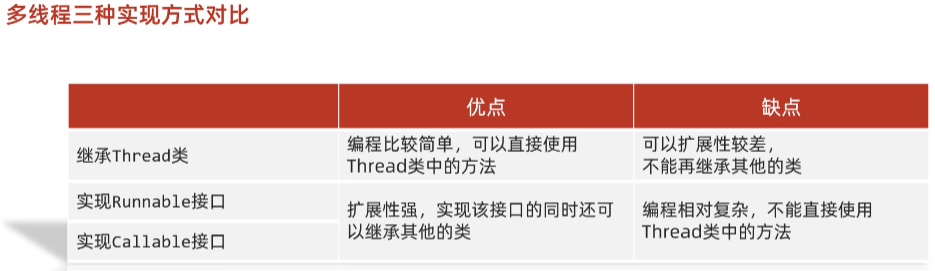 多线程三种实现方式对比
优点
缺点
继承Thread类
编程比较简单，可以直接使用
Thread类中的方法
可以扩展性较差，
不能再继承其他的类
实现Runnable接口
扩展性强，实现该接口的同时还可
以继承其他的类
编程相对复杂，不能直接使用
Thread类中的方法
实现Callable接口